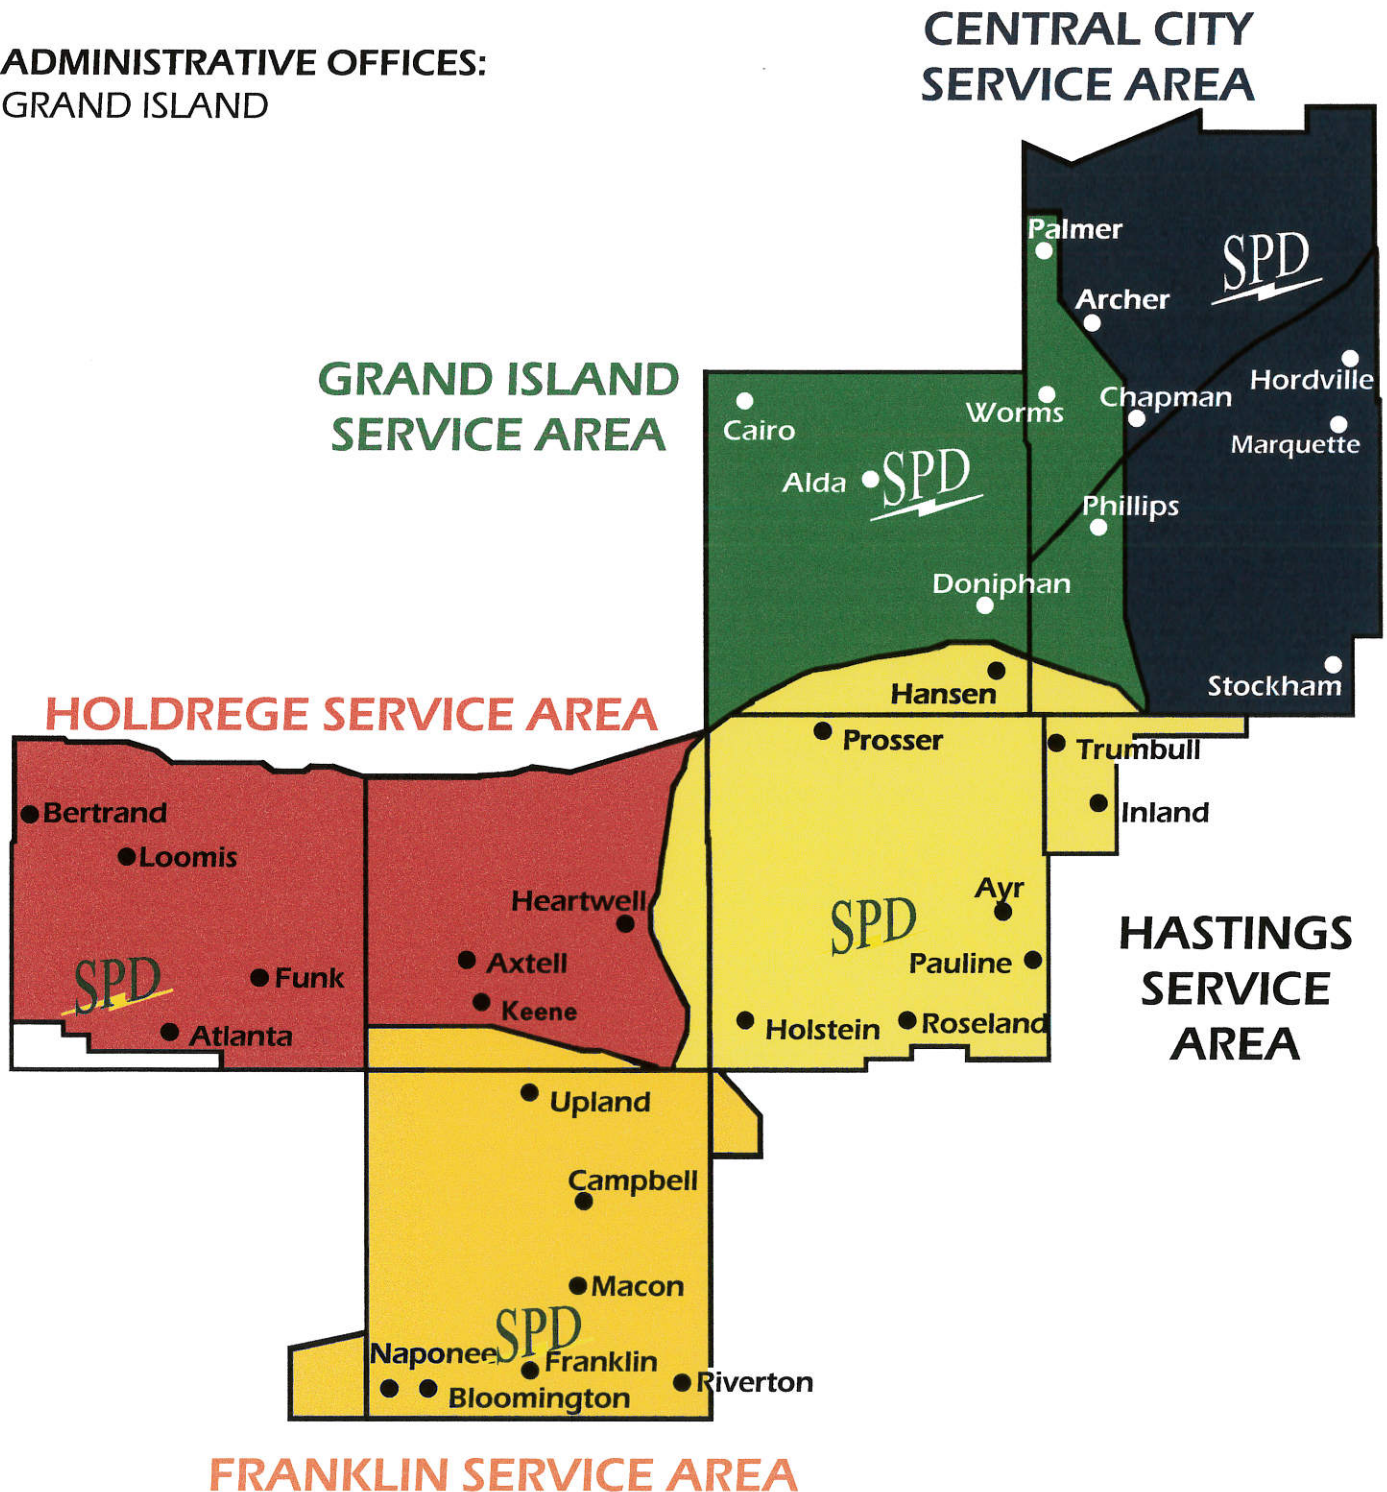 CENTRAL CITY
SERVICE AREA
ADMINISTRATIVE OFFICES:
GRAND ISLAND
Palmer
SPD
Archer
GRAND ISLAND
SERVICE AREA
Hordville
Chapman
Worms
Cairo
Marquette
SPD
Alda
Phillips
Doniphan
Stockham
Hansen
HOLDREGE SERVICE AREA
Prosser
Trumbull
Bertrand
Inland
Loomis
Ayr
Heartwell
SPD
HASTINGS
SERVICE
AREA
Axtell
Pauline
Funk
SPD
Keene
Holstein
Roseland
Atlanta
Upland
Campbell
Macon
SPD
Naponee
Franklin
Riverton
Bloomington
FRANKLIN SERVICE AREA